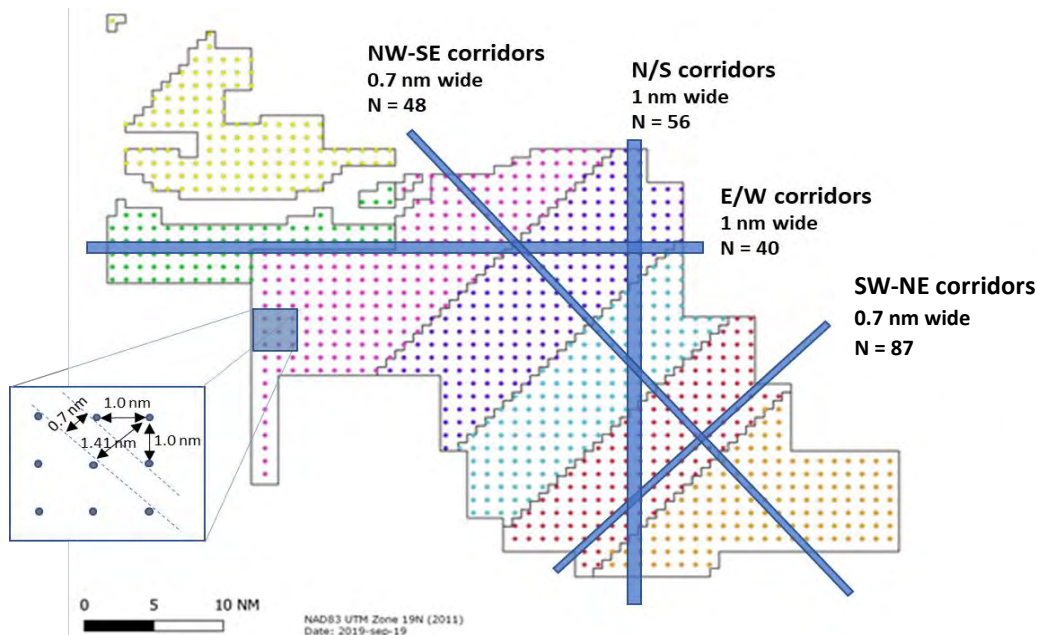 NW-SE corridors
0.7 nm wide
N = 48
N/S corridors
1 nm wide
N = 56
E/W corridors
1 nm wide
N = 40
SW-NE corridors
0.7 nm wide
N = 87
0.7 nm
1.0 nm
1.41 nm
1.0 nm
0 5 10 NM
NAD83 UTM Zone 19N (2011)
Date: 2019-sep-19